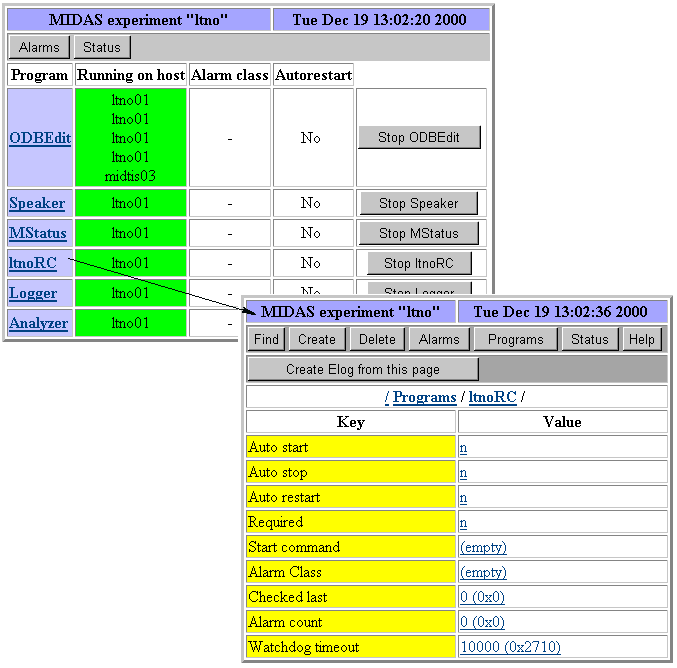 MIDAS experiment "ltno" Tue Dec 19 13:02:20 2000
Alarms Status
Program Running on host Alarm class Autorestart
ltno01
ltno01
ODBEdit ltno01 - No Stop ODBEdit
ltno01
midtis03
Speaker ltno01 - No Stop Speaker
MStatus ltno01 - No Stop MStatus
ltnoRC ltno01 - No Stop ltnoRC
Logger ltno01 - No Stop Logger
Analyzer ltno01 -
MIDAS experiment "ltno" Tue Dec 19 13:02:36 2000
Find Create Delete Alarms Programs Status Help
Create Elog from this page
/ Programs / ltnoRC /
Key Value
Auto start n
Auto stop n
Auto restart n
Required n
Start command (empty)
Alarm Class (empty)
Checked last 0 (0x0)
Alarm count 0 (0x0)
Watchdog timeout 10000 (0x2710)